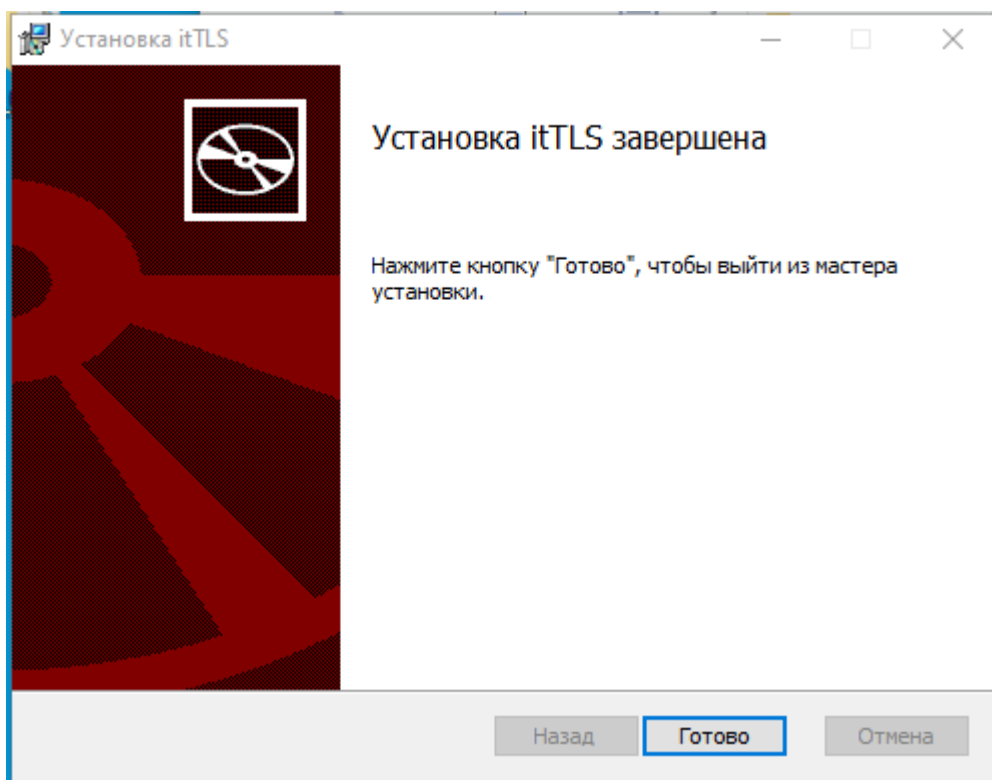 Установка itTLS
Установка itTLS завершена
Нажмите кнопку "Готово", чтобы выйти из мастера
установки.
Назад Готово Отмена